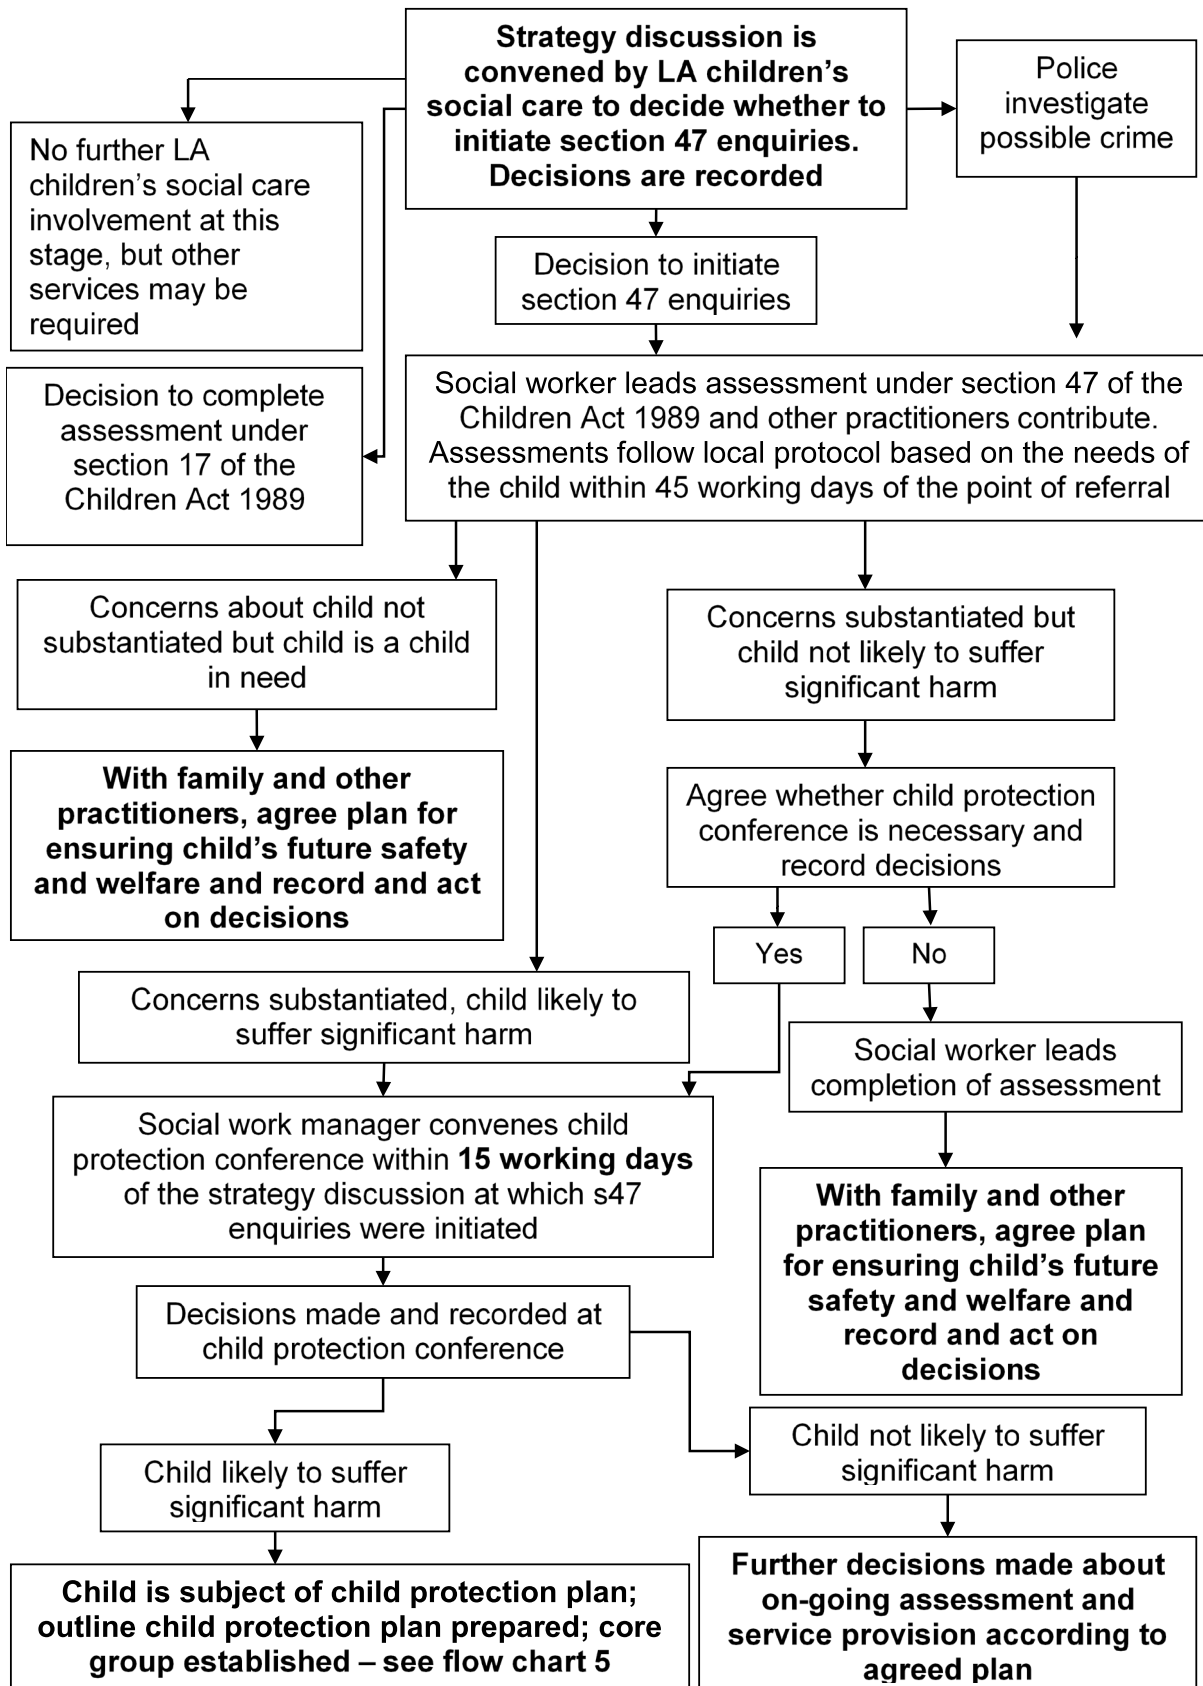 Strategy discussion is
convened by LA children’s
social care to decide whether to
initiate section 47 enquiries.
Decisions are recorded
Police
investigate
possible crime
No further LA
children’s social care
involvement at this
stage, but other
services may be
required
Decision to initiate
section 47 enquiries
Decision to complete
assessment under
section 17 of the
Children Act 1989
Social worker leads assessment under section 47 of the
Children Act 1989 and other practitioners contribute.
Assessments follow local protocol based on the needs of
the child within 45 working days of the point of referral
Concerns about child not
substantiated but child is a child
in need
Concerns substantiated but
child not likely to suffer
significant harm
With family and other
practitioners, agree plan for
ensuring child’s future safety
and welfare and record and act
on decisions
Agree whether child protection
conference is necessary and
record decisions
Yes
No
Concerns substantiated, child likely to
suffer significant harm
Social worker leads
completion of assessment
Social work manager convenes child
protection conference within 15 working days
of the strategy discussion at which s47
enquiries were initiated
With family and other
practitioners, agree plan
for ensuring child’s future
safety and welfare and
record and act on
decisions
Decisions made and recorded at
child protection conference
Child likely to suffer
significant harm
Child not likely to suffer
significant harm
Child is subject of child protection plan;
outline child protection plan prepared; core
group established – see flow chart 5
Further decisions made about
on-going assessment and
service provision according to
agreed plan